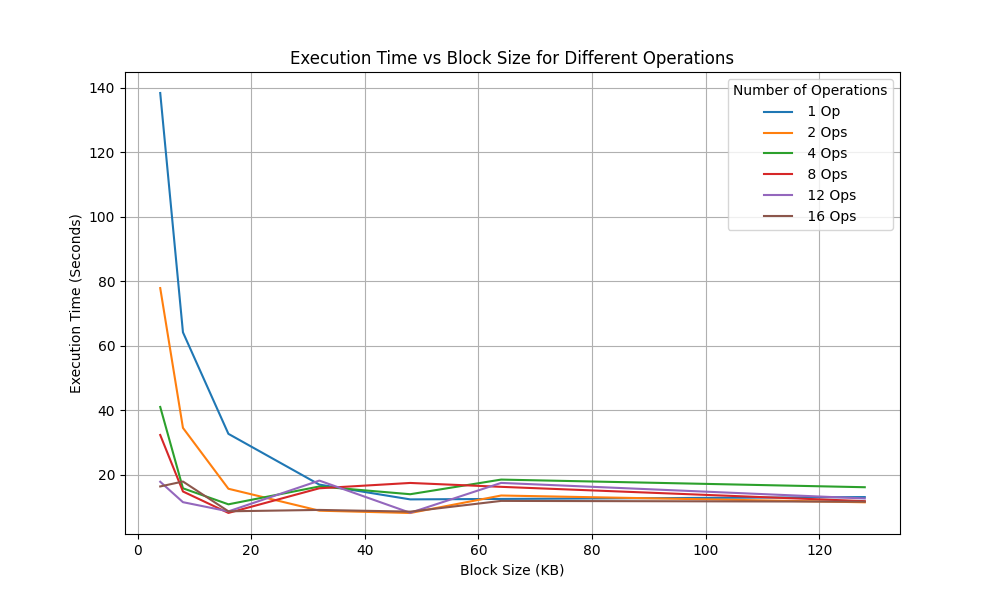 Execution Time vs Block Size for Different Operations
Number of Operations
1 Op
2 Ops
4 Ops
8 Ops
12 Ops
16 Ops
Execution Time (Seconds)
140
120
100
80
60
40
20
0 20 40 60 80 100 120
Block Size (KB)